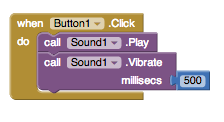 when Button1 .Click
do call Sound1 .Play
call Sound1 .Vibrate
millisecs 500